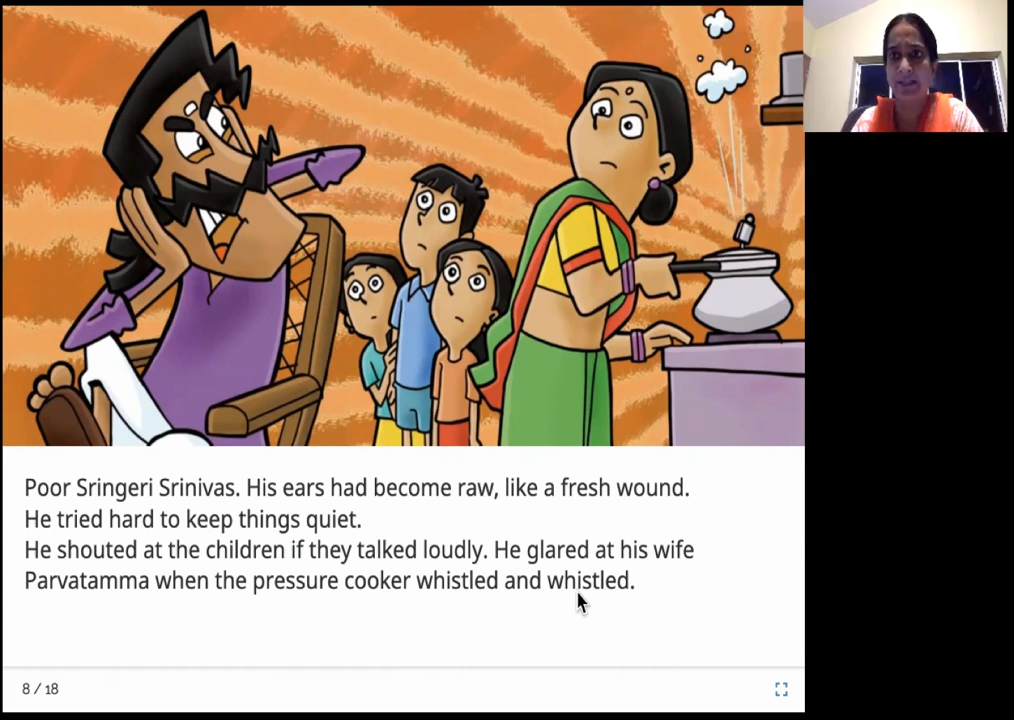 Poor Sringeri Srinivas. His ears had become raw, like a fresh wound.
He tried hard to keep things quiet.
He shouted at the children if they talked loudly. He glared at his wife
Parvatamma when the pressure cooker whistled and whistled.
8 / 18